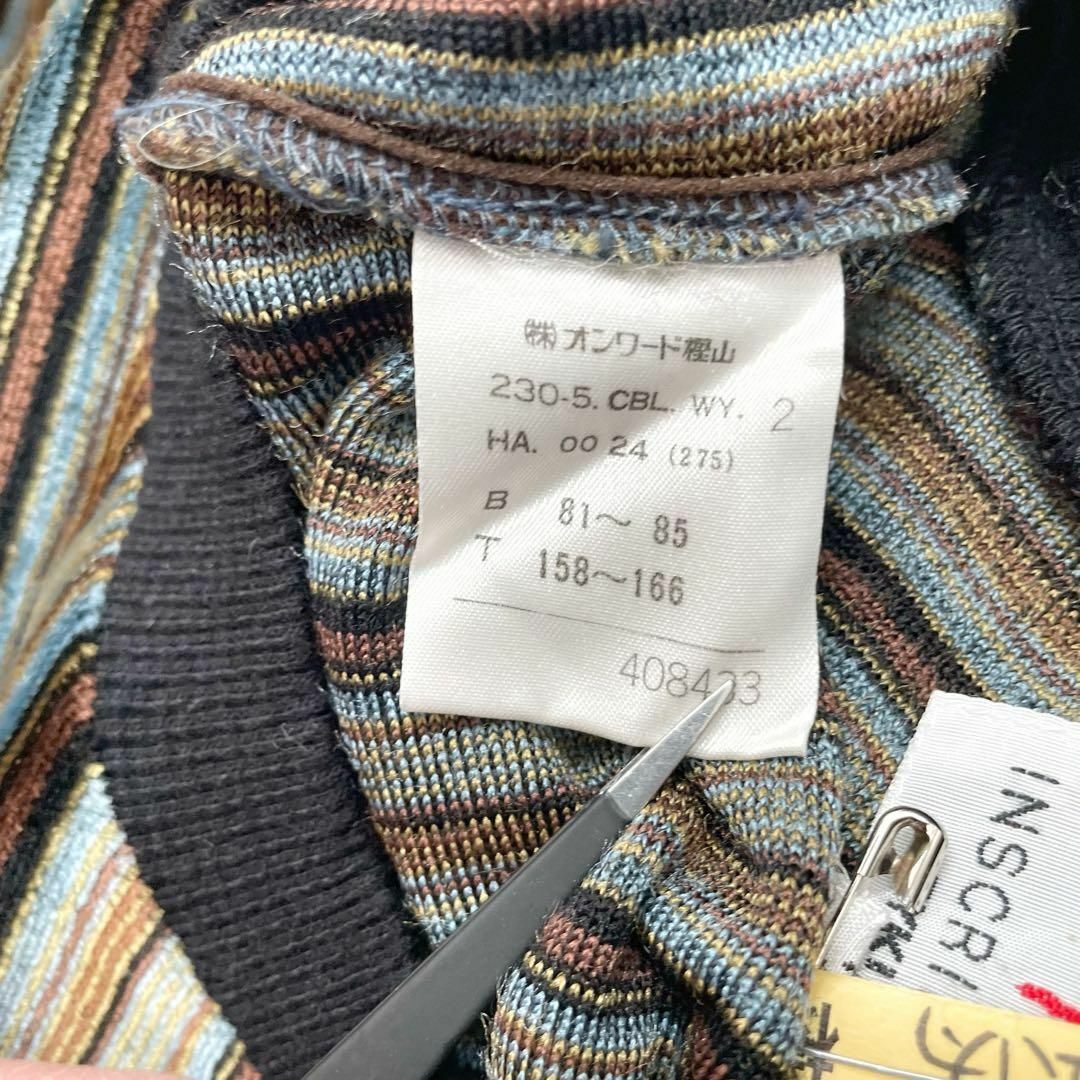 ㈱オンワード樫山
230-5. CBL. WY. 2
HA. 0024 (275)
B 81～ 85
T 158～166
INSCRI